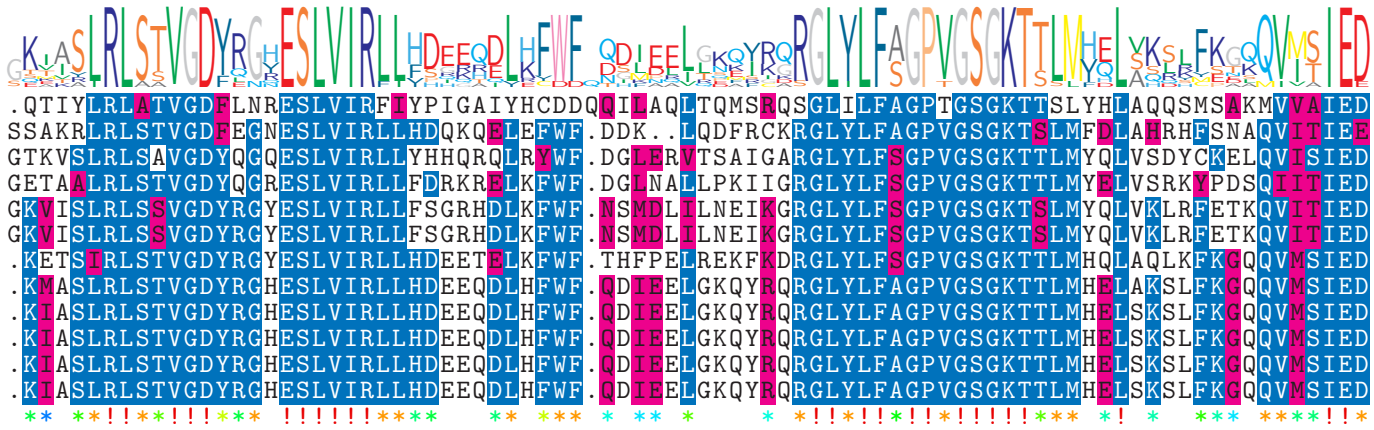 .QTIYLRLATVGDFLNRESLVIRFIYPIGAIYHCDDQQILAQLTQMSRQSGLILFAGPTGSGKTTSLYHLAQQSMSAKMVVAIED
SSAKRLRLSTVGDFEGNESLVIRLLHDQKQELEFWF.DDK..LQDFRCKRGLYLFAGPVGSGKTSLMFDLAHRHFSNAQVITIEE
GTKVSLRLSAVGDYQGQESLVIRLLYHHQRQLRYWF.DGLERVTSAIGARGLYLFSGPVGSGKTTLMYQLVSDYCKELQVISIED
GETAALRLSTVGDYQGRESLVIRLLFDRKRELKFWF.DGLNALLPKIIGRGLYLFSGPVGSGKTTLMYELVSRKYPDSQIITIED
GKVISLRLSSVGDYRGYESLVIRLLFSGRHDLKFWF.NSMDLILNEIKGRGLYLFSGPVGSGKTSLMYQLVKLRFETKQVITIED
GKVISLRLSSVGDYRGYESLVIRLLFSGRHDLKFWF.NSMDLILNEIKGRGLYLFSGPVGSGKTSLMYQLVKLRFETKQVITIED
.KETSIRLSTVGDYRGYESLVIRLLHDEETELKFWF.THFPELREKFKDRGLYLFSGPVGSGKTTLMHQLAQLKFKGQQVMSIED
.KMASLRLSTVGDYRGHESLVIRLLHDEEQDLHFWF.QDIEELGKQYRQRGLYLFAGPVGSGKTTLMHELAKSLFKGQQVMSIED
.KIASLRLSTVGDYRGHESLVIRLLHDEEQDLHFWF.QDIEELGKQYRQRGLYLFAGPVGSGKTTLMHELSKSLFKGQQVMSIED
.KIASLRLSTVGDYRGHESLVIRLLHDEEQDLHFWF.QDIEELGKQYRQRGLYLFAGPVGSGKTTLMHELSKSLFKGQQVMSIED
.KIASLRLSTVGDYRGHESLVIRLLHDEEQDLHFWF.QDIEELGKQYRQRGLYLFAGPVGSGKTTLMHELSKSLFKGQQVMSIED
.KIASLRLSTVGDYRGHESLVIRLLHDEEQDLHFWF.QDIEELGKQYRQRGLYLFAGPVGSGKTTLMHELSKSLFKGQQVMSIED
** **!!**!!!*** !!!!!!**** ** *** * ** * * *!!*!!*!!*!!!!!*** *! * *** ****!!*